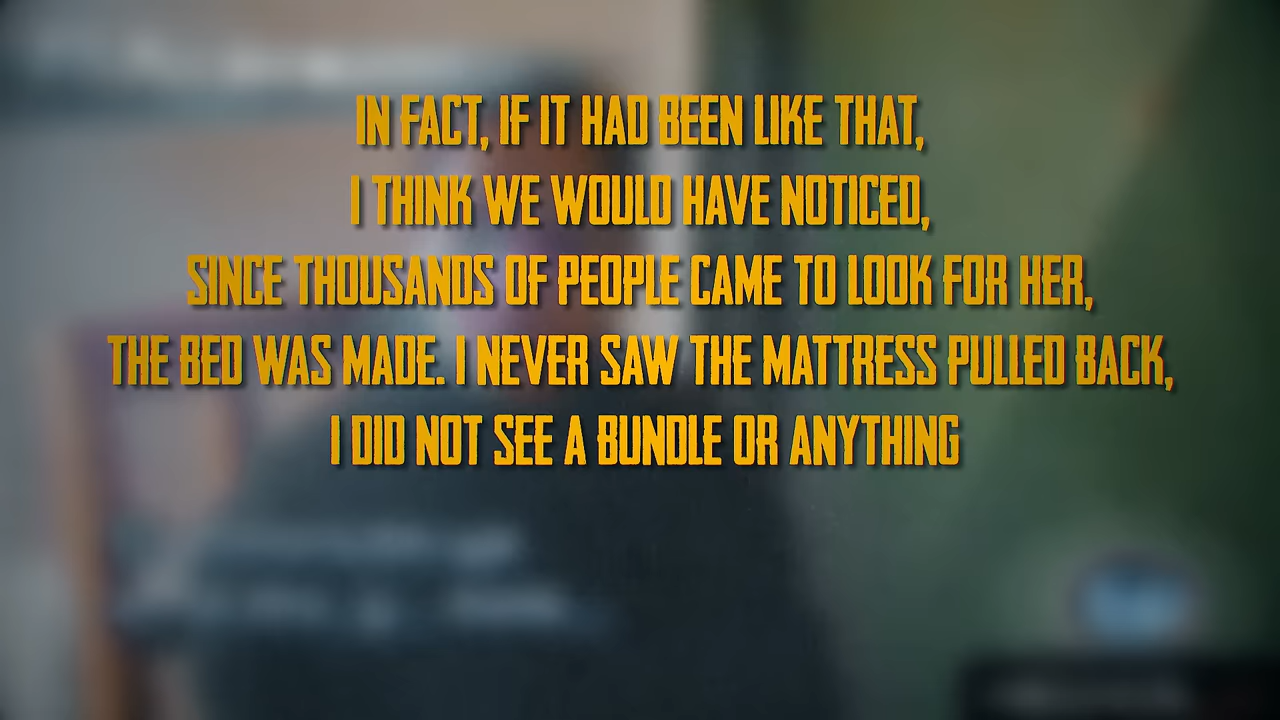 IN FACT, IF IT HAD BEEN LIKE THAT,
I THINK WE WOULD HAVE NOTICED,
SINCE THOUSANDS OF PEOPLE CAME TO LOOK FOR HER,
THE BED WAS MADE. I NEVER SAW THE MATTRESS PULLED BACK,
I DID NOT SEE A BUNDLE OR ANYTHING